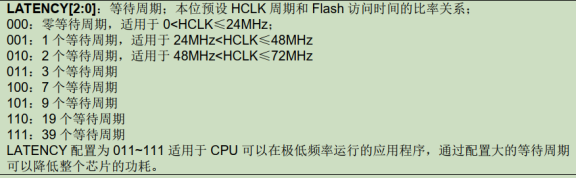 LATENCY[2:0]：等待周期；本位预设 HCLK 周期和 Flash 访问时间的比率关系；
000：零等待周期，适用于 0<HCLK≤24MHz；
001：1 个等待周期，适用于 24MHz<HCLK≤48MHz
010：2 个等待周期，适用于 48MHz<HCLK≤72MHz
011：3 个等待周期
100：7 个等待周期
101：9 个等待周期
110：19 个等待周期
111：39 个等待周期
LATENCY 配置为 011~111 适用于 CPU 可以在极低频率运行的应用程序，通过配置大的等待周期
可以降低整个芯片的功耗。